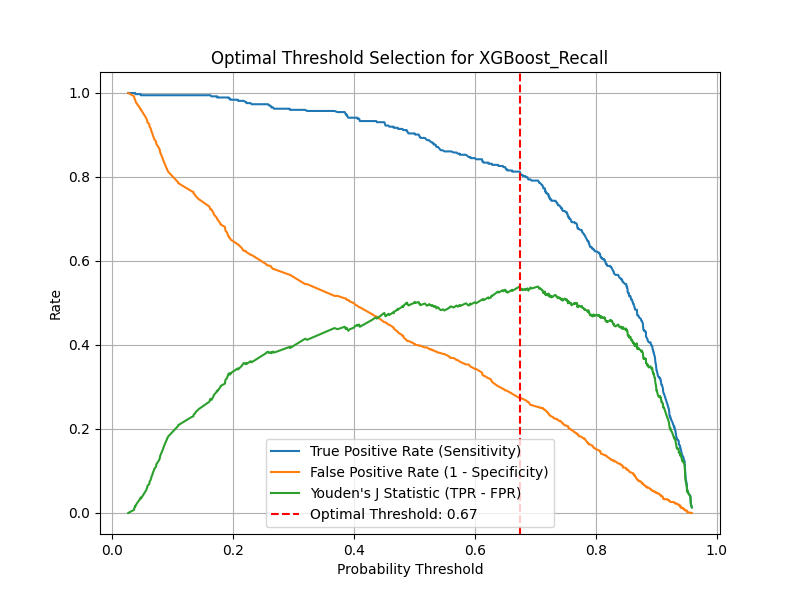 Optimal Threshold Selection for XGBoost_Recall
Rate
1.0
0.8
0.6
0.4
0.2
0.0
True Positive Rate (Sensitivity)
False Positive Rate (1 - Specificity)
Youden's J Statistic (TPR - FPR)
Optimal Threshold: 0.67
0.0 0.2 0.4 0.6 0.8 1.0
Probability Threshold